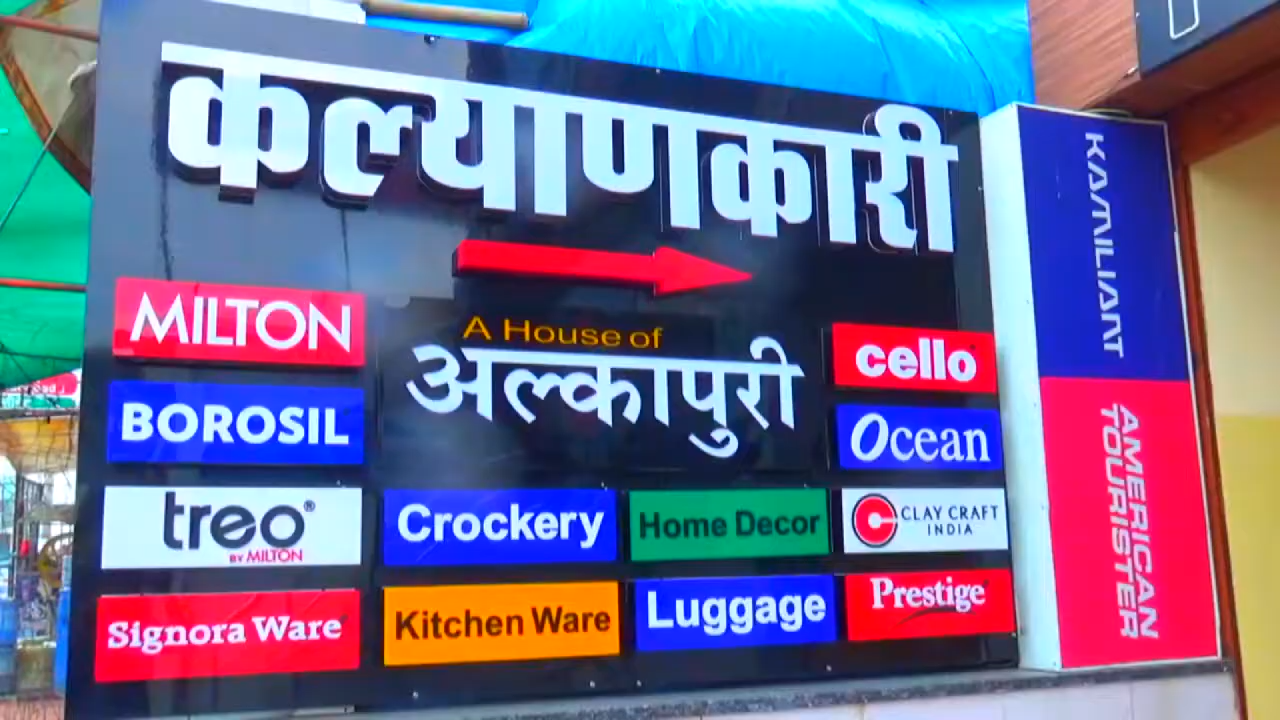 कल्याणकारी
MILTON
A House of
अल्कापुरी
cello
BOROSIL
Ocean
treo®
BY MILTON
Crockery
Home Decor
CLAY CRAFT
INDIA
Signora Ware
Kitchen Ware
Luggage
Prestige
KAMILIANT
AMERICAN
TOURISTER